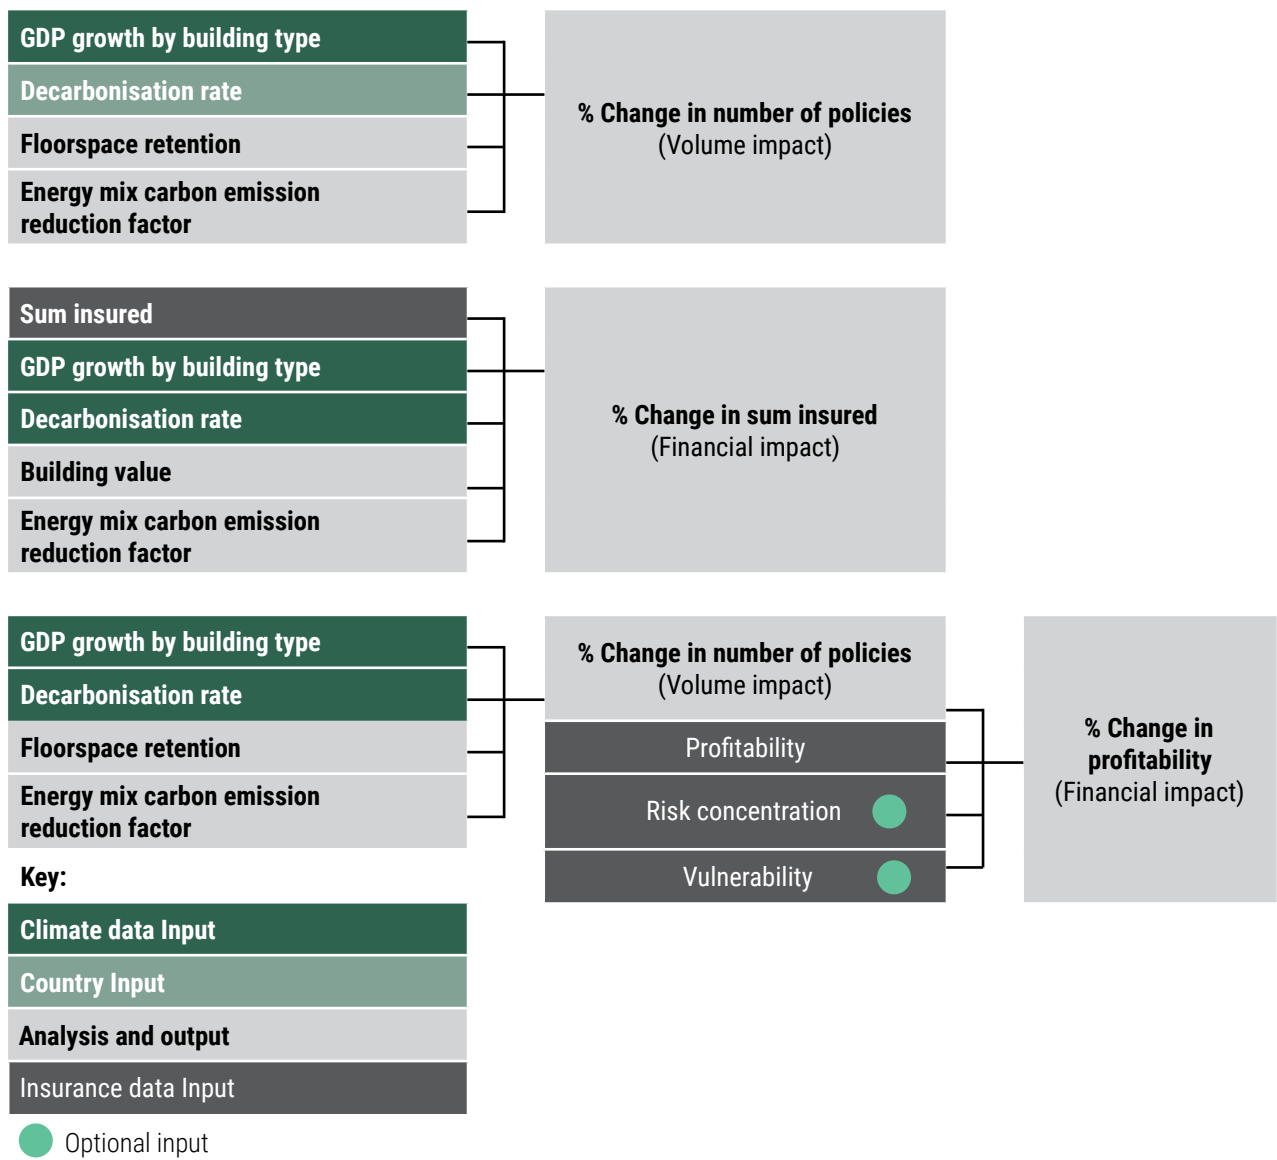 GDP growth by building type
Decarbonisation rate
Floorspace retention
Energy mix carbon emission
reduction factor
% Change in number of policies
(Volume impact)
Sum insured
GDP growth by building type
Decarbonisation rate
Building value
Energy mix carbon emission
reduction factor
% Change in sum insured
(Financial impact)
GDP growth by building type
Decarbonisation rate
Floorspace retention
Energy mix carbon emission
reduction factor
% Change in number of policies
(Volume impact)
Profitability
Risk concentration
Vulnerability
% Change in
profitability
(Financial impact)
Key:
Climate data Input
Country Input
Analysis and output
Insurance data Input
Optional input